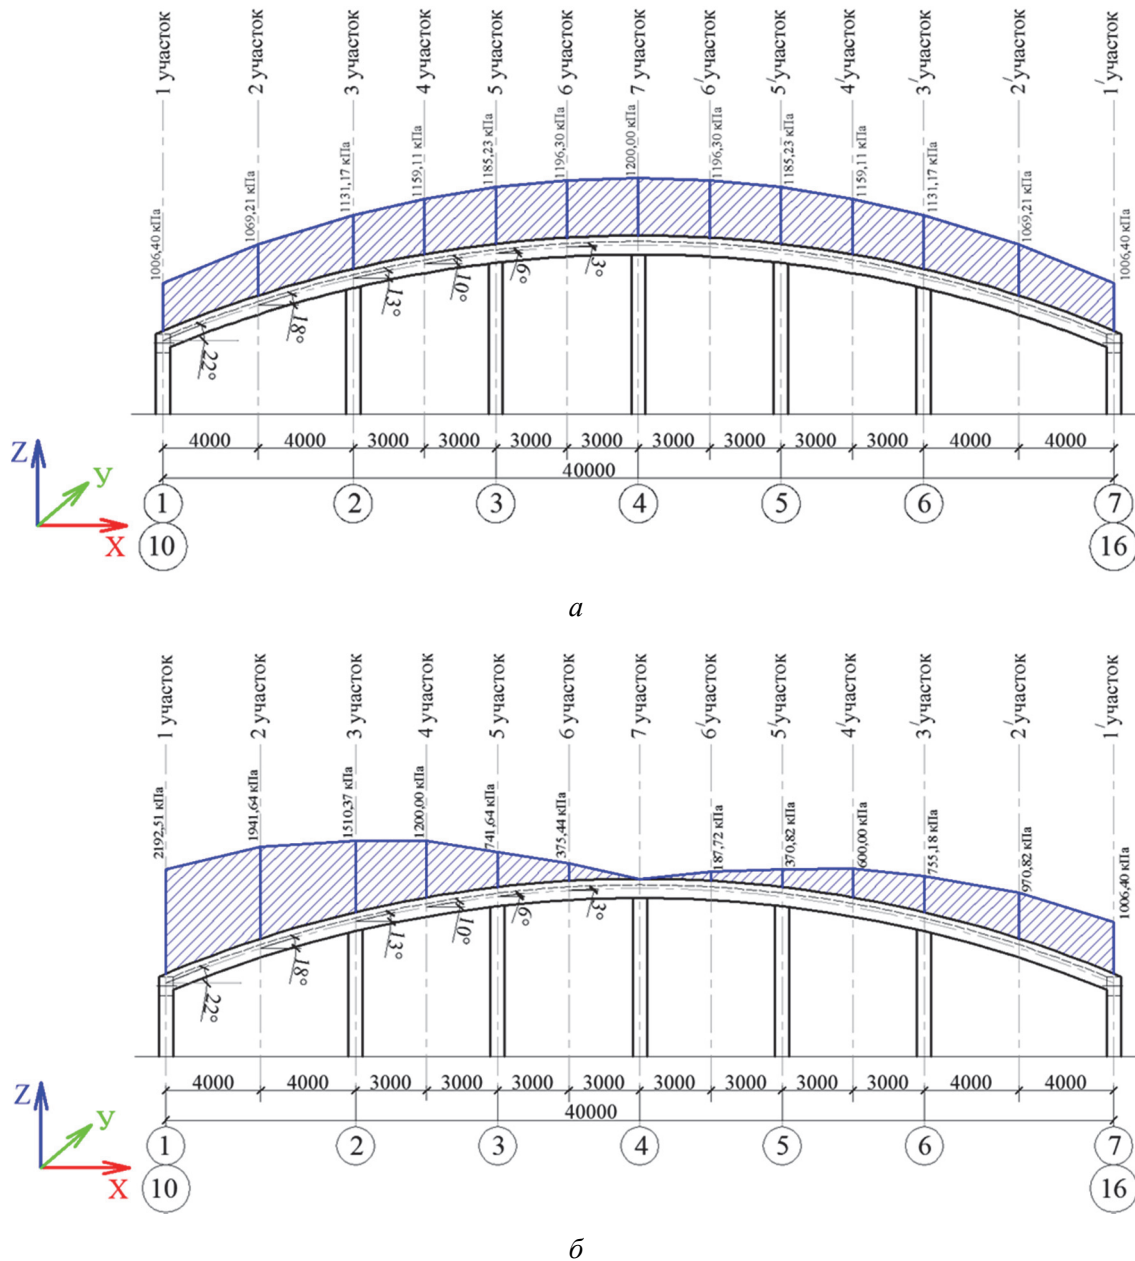 1 участок
2 участок
3 участок
4 участок
5 участок
6 участок
7 участок
6′ участок
5′ участок
4′ участок
3′ участок
2′ участок
1′ участок
1006,40 кПа
1069,21 кПа
1131,17 кПа
1159,11 кПа
1185,23 кПа
1196,30 кПа
1200,00 кПа
1196,30 кПа
1185,23 кПа
1159,11 кПа
1131,17 кПа
1069,21 кПа
1006,40 кПа
22°
18°
13°
10°
6°
3°
4000 4000 3000 3000 3000 3000 3000 3000 3000 3000 4000 4000
40000
Z
У
X
1 2 3 4 5 6 7
10 16
а
1 участок
2 участок
3 участок
4 участок
5 участок
6 участок
7 участок
6′ участок
5′ участок
4′ участок
3′ участок
2′ участок
1′ участок
2192,51 кПа
1941,64 кПа
1510,37 кПа
1200,00 кПа
741,64 кПа
375,44 кПа
187,72 кПа
370,82 кПа
600,00 кПа
755,18 кПа
970,82 кПа
1006,40 кПа
22°
18°
13°
10°
6°
3°
4000 4000 3000 3000 3000 3000 3000 3000 3000 3000 4000 4000
40000
Z
У
X
1 2 3 4 5 6 7
10 16
б